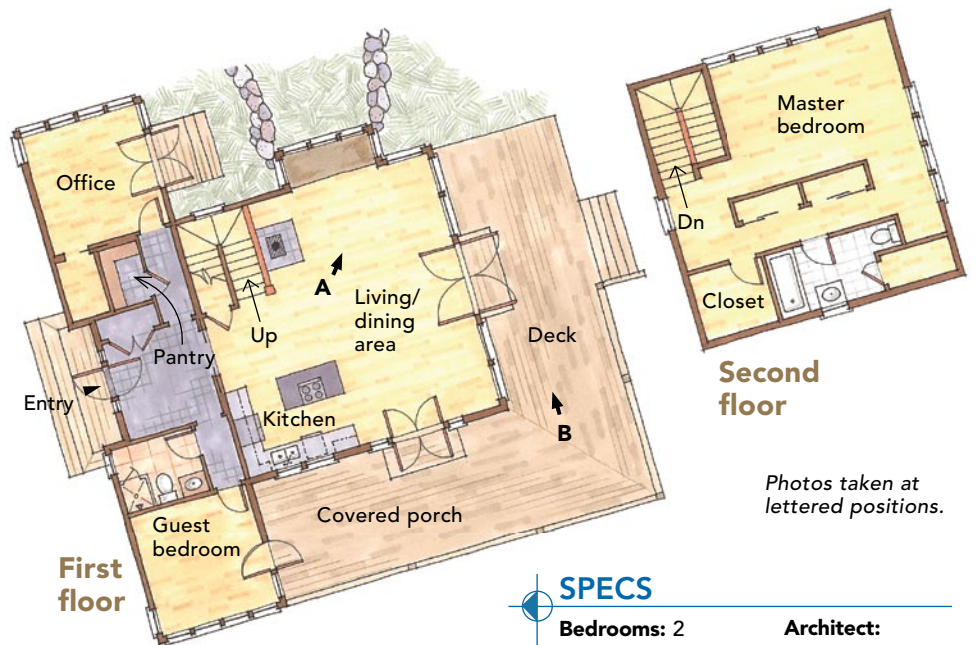 Office
Pantry
Entry
Up
A
Living/
dining
area
Kitchen
Deck
B
Covered porch
Guest
bedroom
First
floor
Master
bedroom
Dn
Closet
Second
floor
Photos taken at
lettered positions.
SPECS
Bedrooms: 2
Architect: